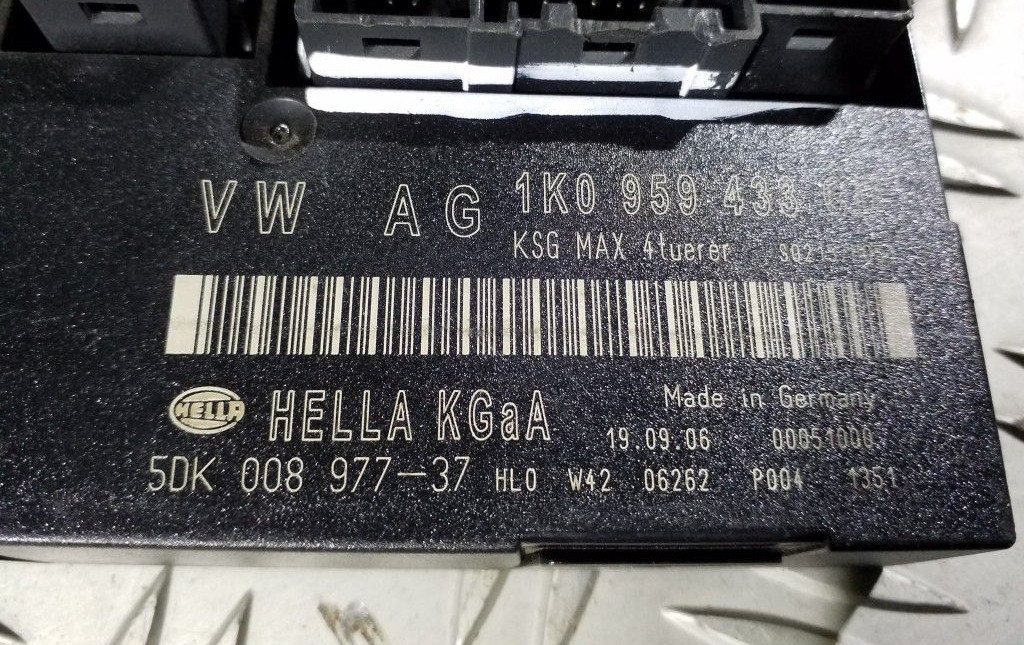 VW AG 1K0 959 433
KSG MAX 4tuerer
HELLA HELLA KGaA Made in Germany
19.09.06 00051000
5DK 008 977-37 HLO W42 06262 P004 1351